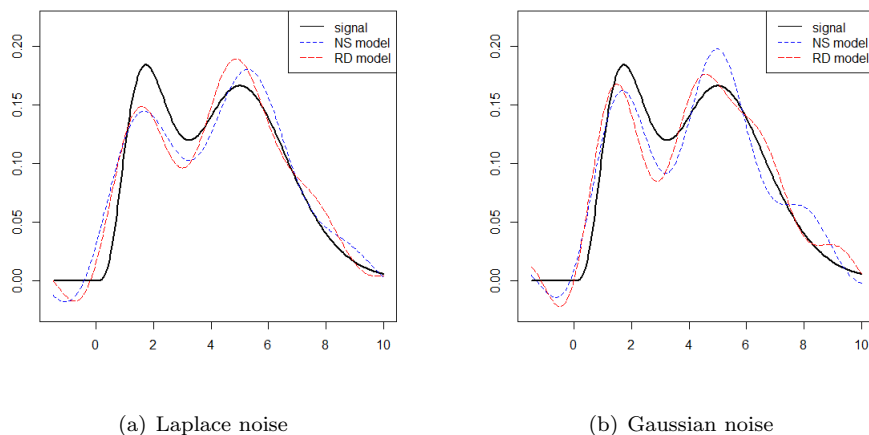 signal
NS model
RD model
0.20
0.15
0.10
0.05
0.00
0 2 4 6 8 10
(a) Laplace noise
signal
NS model
RD model
0.20
0.15
0.10
0.05
0.00
0 2 4 6 8 10
(b) Gaussian noise